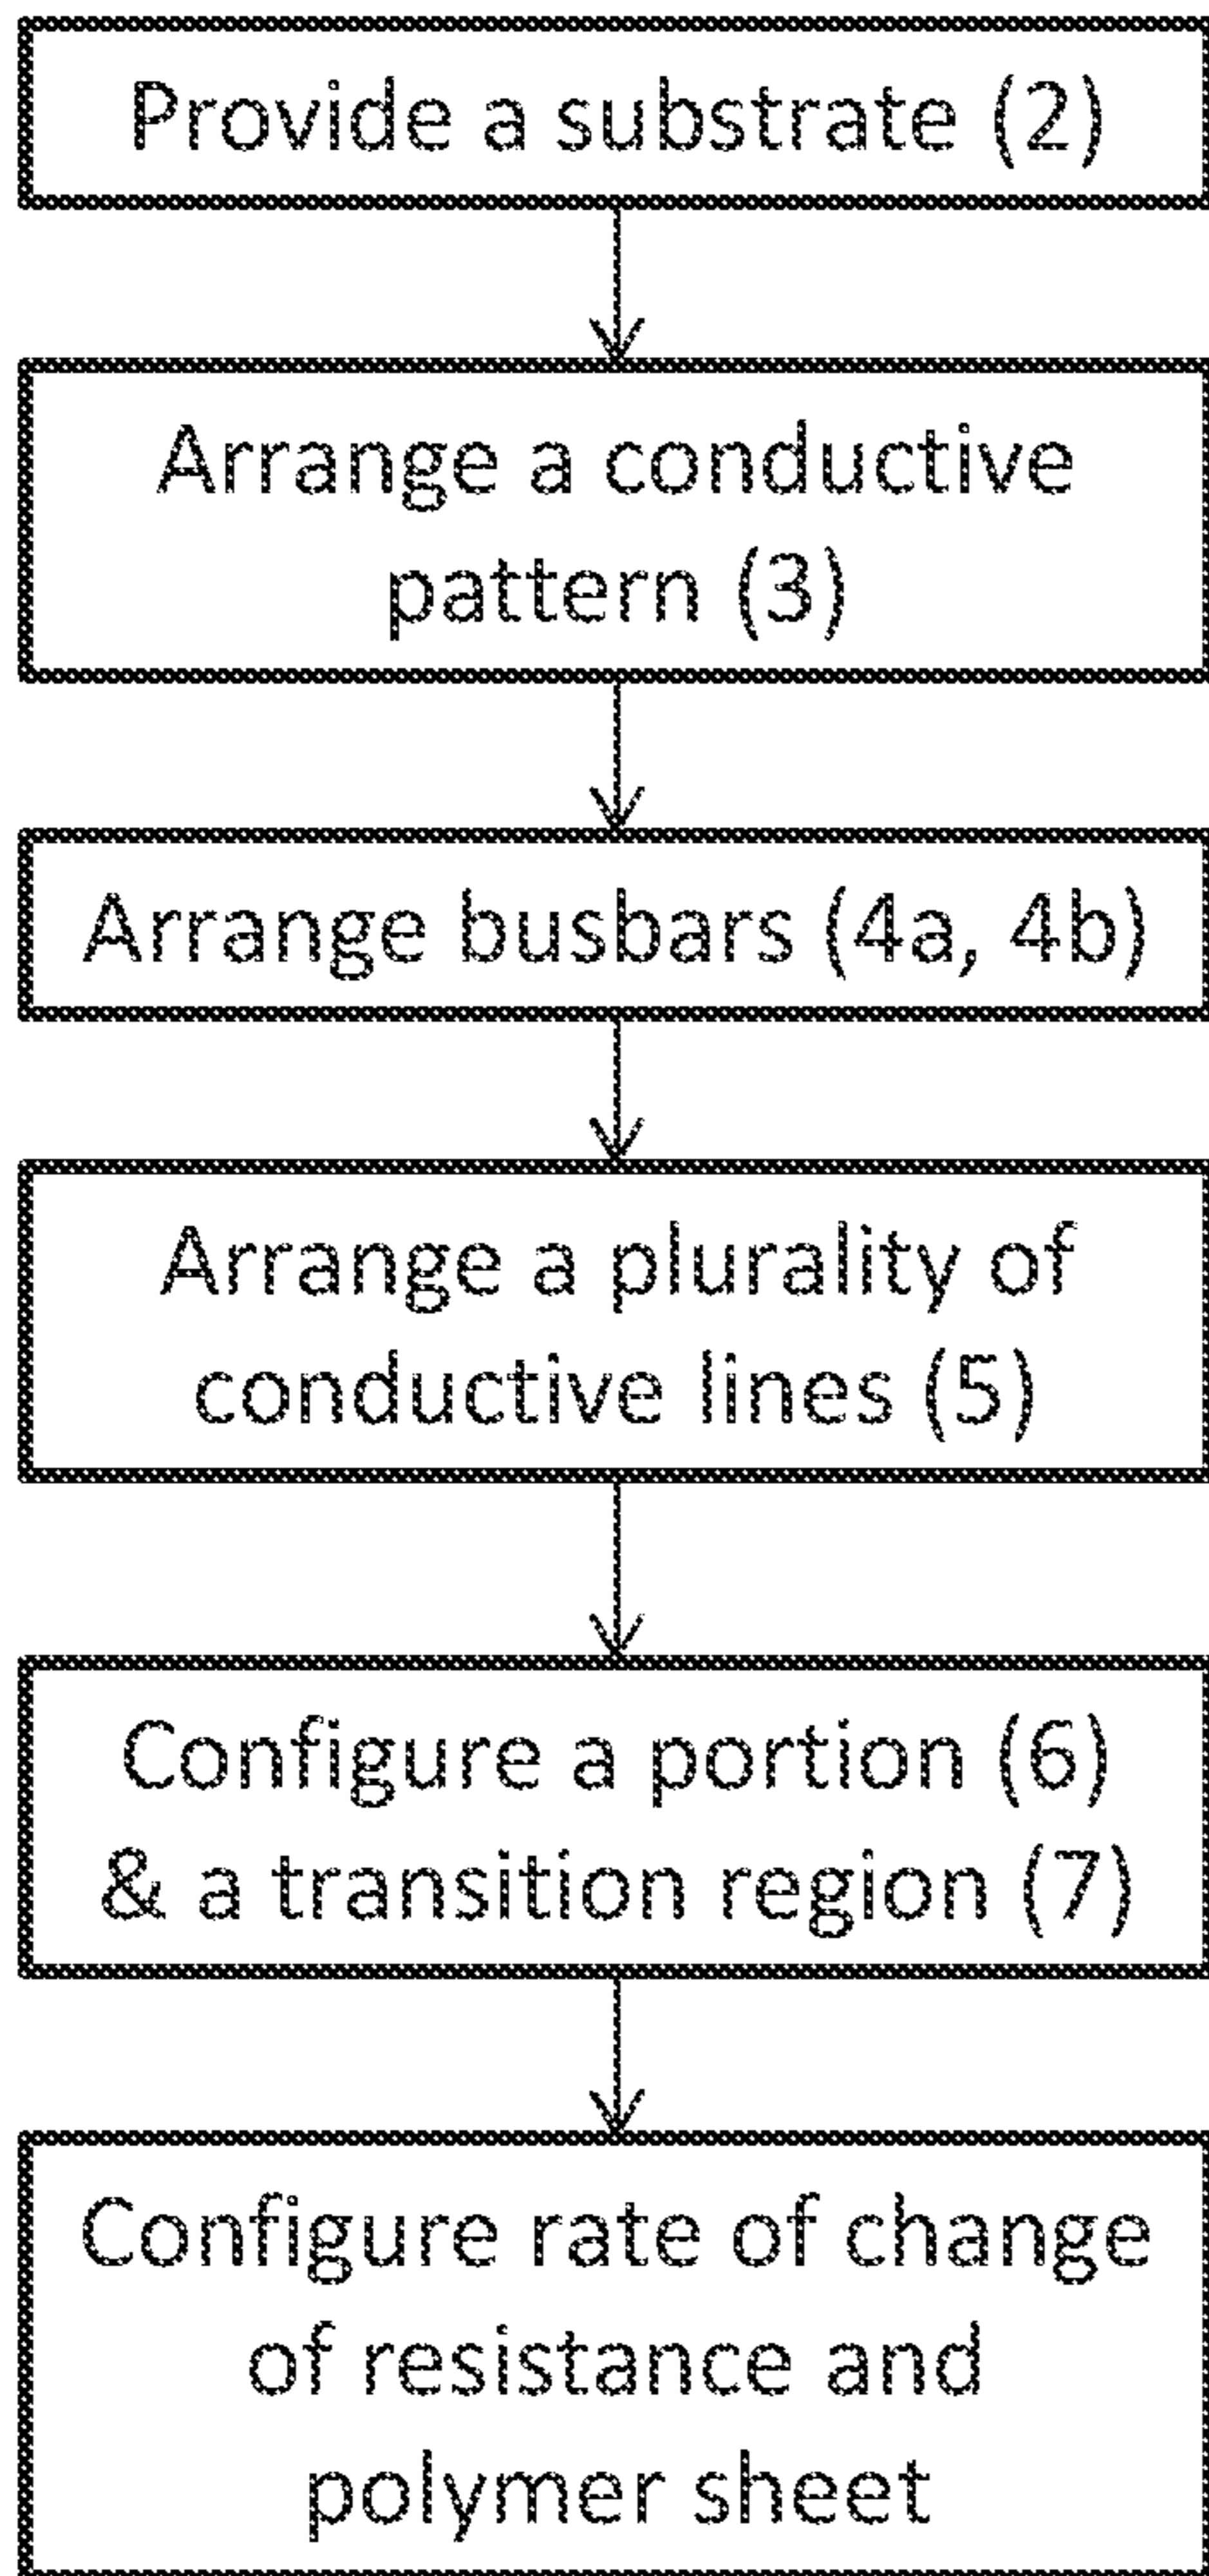 Provide a substrate (2)
Arrange a conductive
pattern (3)
Arrange busbars (4a, 4b)
Arrange a plurality of
conductive lines (5)
Configure a portion (6)
& a transition region (7)
Configure rate of change
of resistance and
polymer sheet